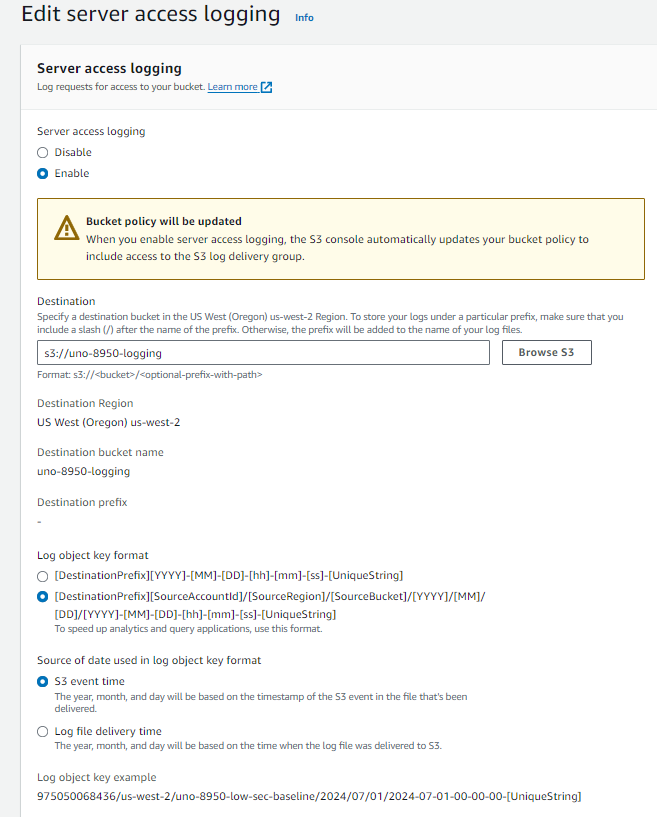 Edit server access logging Info
Server access logging
Log requests for access to your bucket. Learn more
Server access logging
Disable
Enable
Bucket policy will be updated
When you enable server access logging, the S3 console automatically updates your bucket policy to
include access to the S3 log delivery group.
Destination
Specify a destination bucket in the US West (Oregon) us-west-2 Region. To store your logs under a particular prefix, make sure that you
include a slash (/) after the name of the prefix. Otherwise, the prefix will be added to the name of your log files.
s3://uno-8950-logging Browse S3
Format: s3://<bucket>/<optional-prefix-with-path>
Destination Region
US West (Oregon) us-west-2
Destination bucket name
uno-8950-logging
Destination prefix
-
Log object key format
[DestinationPrefix][YYYY]-[MM]-[DD]-[hh]-[mm]-[ss]-[UniqueString]
[DestinationPrefix][SourceAccountId]/[SourceRegion]/[SourceBucket]/[YYYY]/[MM]/
[DD]/[YYYY]-[MM]-[DD]-[hh]-[mm]-[ss]-[UniqueString]
To speed up analytics and query applications, use this format.
Source of date used in log object key format
S3 event time
The year, month, and day will be based on the timestamp of the S3 event in the file that's been
delivered.
Log file delivery time
The year, month, and day will be based on the time when the log file was delivered to S3.
Log object key example
975050068436/us-west-2/uno-8950-low-sec-baseline/2024/07/01/2024-07-01-00-00-00-[UniqueString]